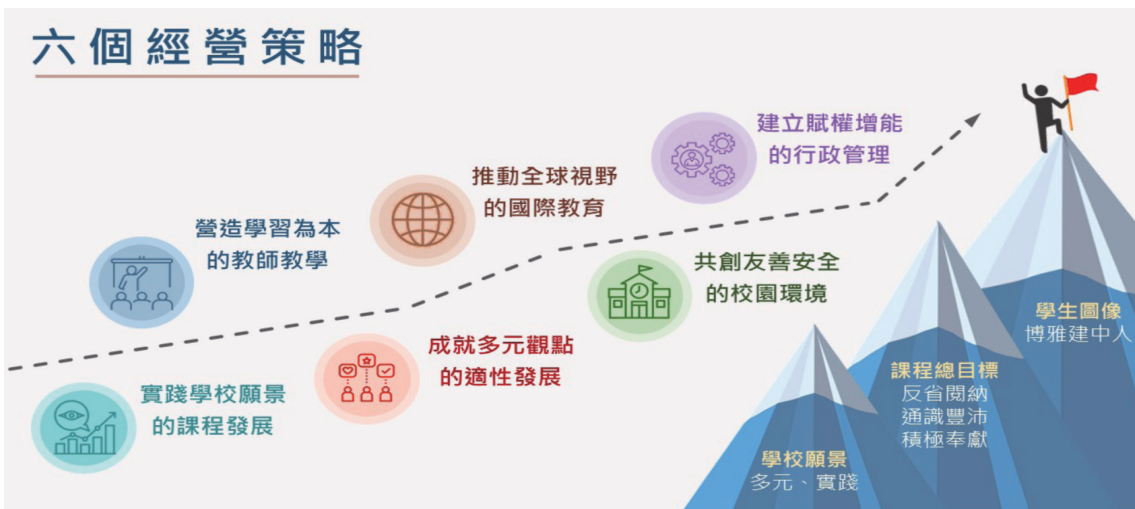 六個經營策略
實踐學校願景
的課程發展
營造學習為本
的教師教學
成就多元觀點
的適性發展
推動全球視野
的國際教育
共創友善安全
的校園環境
建立賦權增能
的行政管理
學校願景
多元、實踐
課程總目標
反省閱納
通識豐沛
積極奉獻
學生圖像
博雅建中人